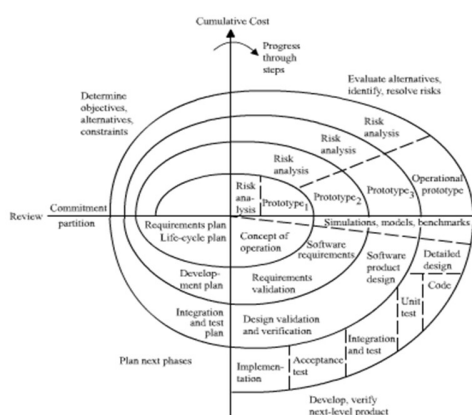 Cumulative Cost
Progress
through
steps
Determine
objectives,
alternatives,
constraints
Evaluate alternatives,
identify, resolve risks
Risk
analysis
Risk
analysis
Risk
analysis
Risk
ana-
lysis
Prototype1
Prototype2
Prototype3
Operational
prototype
Review
Commitment
partition
Simulations, models, benchmarks
Requirements plan
Life-cycle plan
Concept of
operation
Software
requirements
Software
product
design
Detailed
design
Code
Unit
test
Develop-
ment plan
Requirements
validation
Integration
and test
plan
Design validation
and verification
Integration
and test
Acceptance
test
Implemen-
tation
Plan next phases
Develop, verify
next-level product